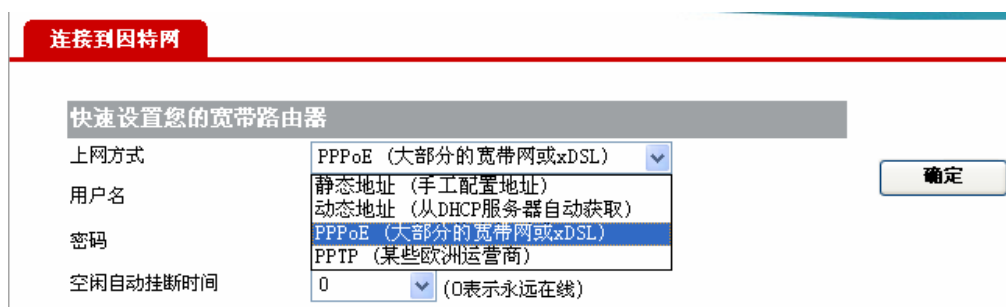 连接到因特网
快速设置您的宽带路由器
上网方式 PPPoE (大部分的宽带网或xDSL)
确定
静态地址 (手工配置地址)
用户名
动态地址 (从DHCP服务器自动获取)
PPPoE (大部分的宽带网或xDSL)
密码
PPTP (某些欧洲运营商)
空闲自动挂断时间 0 (0表示永远在线)